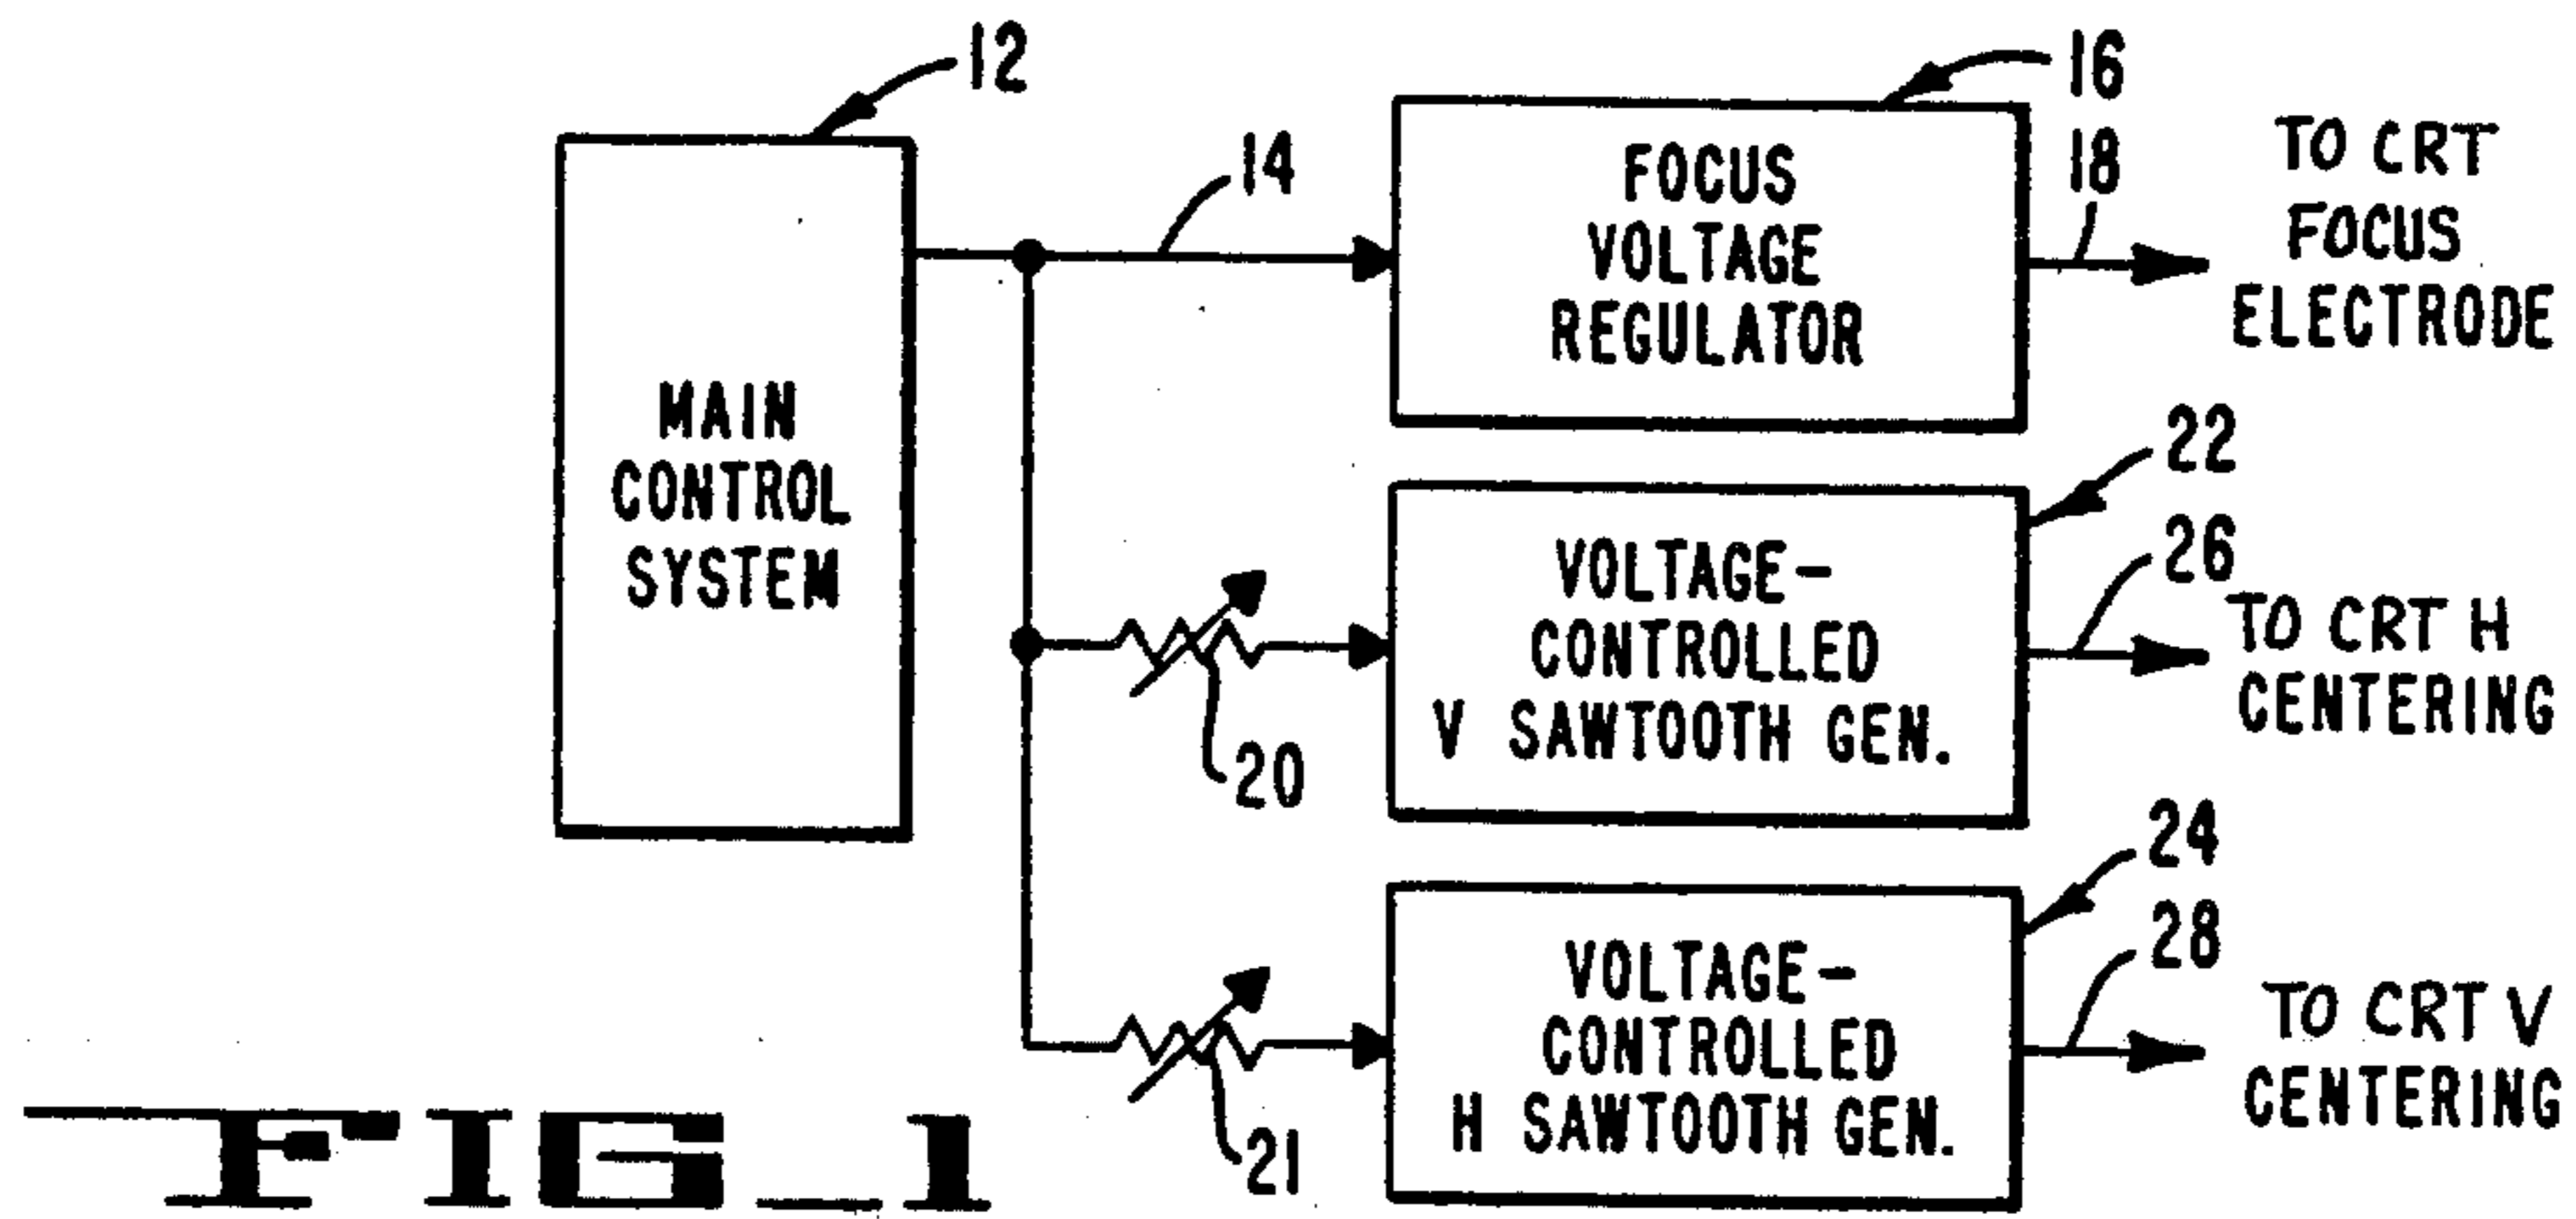 12
MAIN
CONTROL
SYSTEM
14
16
FOCUS
VOLTAGE
REGULATOR
18
TO CRT
FOCUS
ELECTRODE
20
22
VOLTAGE-
CONTROLLED
V SAWTOOTH GEN.
26
TO CRT H
CENTERING
21
24
VOLTAGE-
CONTROLLED
H SAWTOOTH GEN.
28
TO CRT V
CENTERING
FIG_1